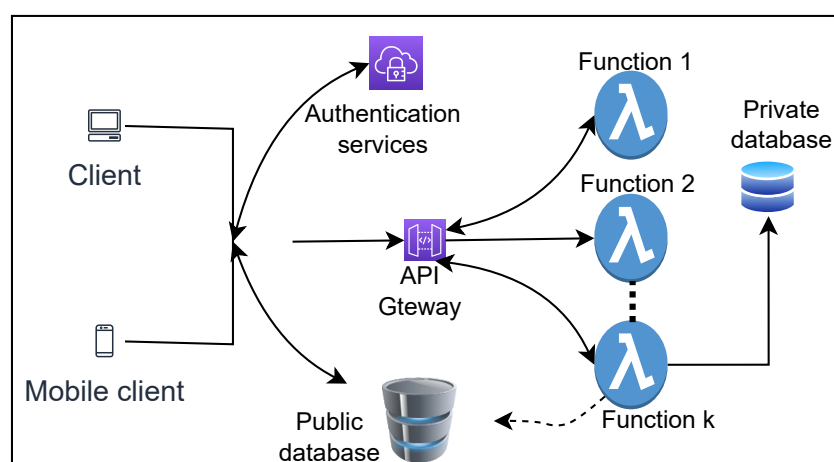 Function 1
Authentication
services
Private
database
Client
Function 2
API
Gteway
Mobile client
Public
database
Function k